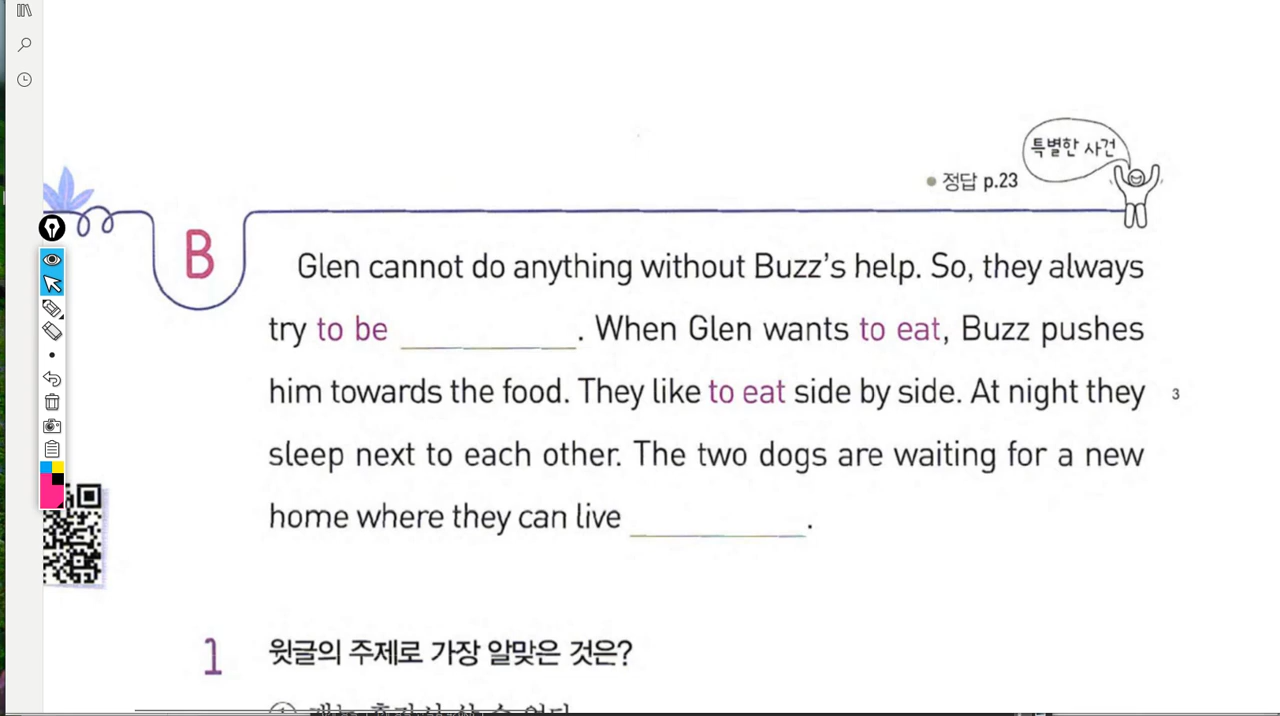 특별한 사건
정답 p.23
B
Glen cannot do anything without Buzz's help. So, they always
try to be __________. When Glen wants to eat, Buzz pushes
him towards the food. They like to eat side by side. At night they
3
sleep next to each other. The two dogs are waiting for a new
home where they can live __________.
1 윗글의 주제로 가장 알맞은 것은?